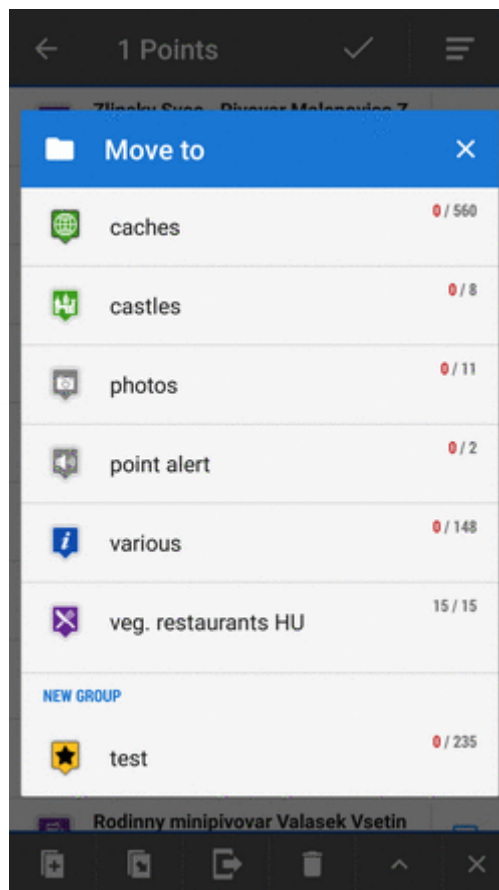 1 Points
Move to
caches
0 / 560
castles
0 / 8
photos
0 / 11
point alert
0 / 2
various
0 / 148
veg. restaurants HU
15 / 15
NEW GROUP
test
0 / 235
Rodinny minipivovar Valasek Vsetin